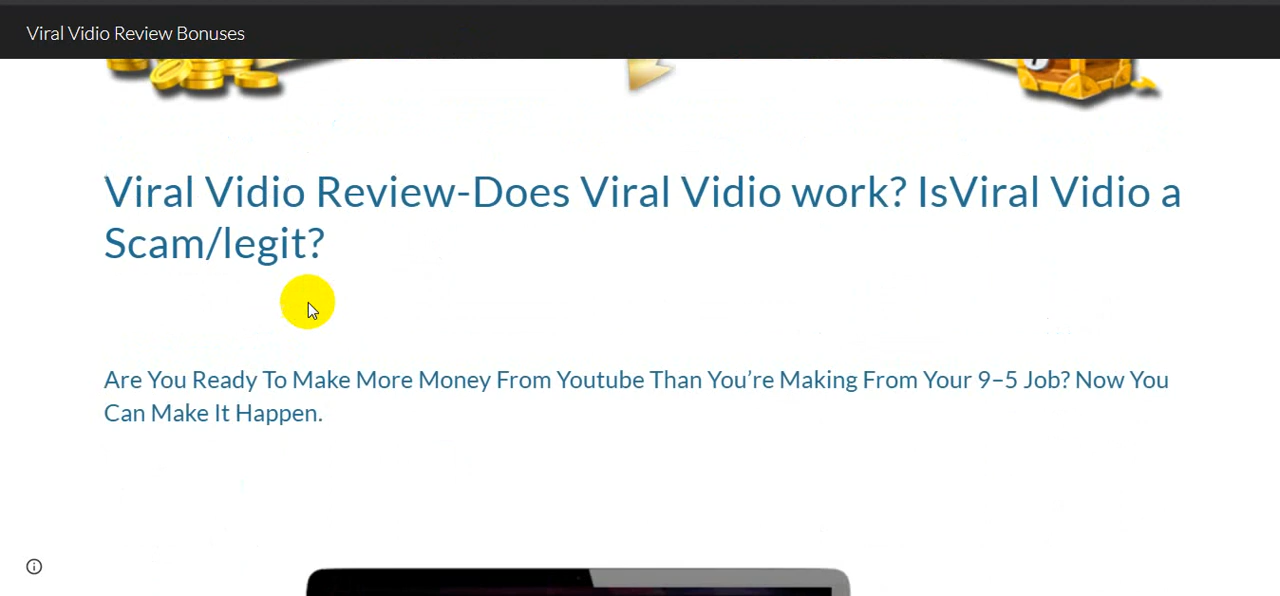 Viral Vidio Review Bonuses
Viral Vidio Review-Does Viral Vidio work? IsViral Vidio a
Scam/legit?
Are You Ready To Make More Money From Youtube Than You’re Making From Your 9–5 Job? Now You
Can Make It Happen.